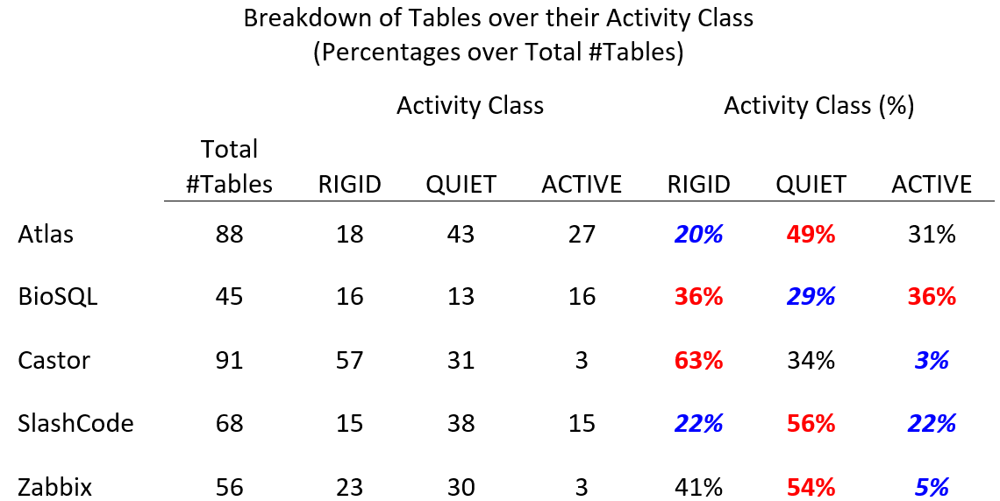 Breakdown of Tables over their Activity Class
(Percentages over Total #Tables)
Activity Class Activity Class (%)
Total
#Tables RIGID QUIET ACTIVE RIGID QUIET ACTIVE
Atlas 88 18 43 27 20% 49% 31%
BioSQL 45 16 13 16 36% 29% 36%
Castor 91 57 31 3 63% 34% 3%
SlashCode 68 15 38 15 22% 56% 22%
Zabbix 56 23 30 3 41% 54% 5%